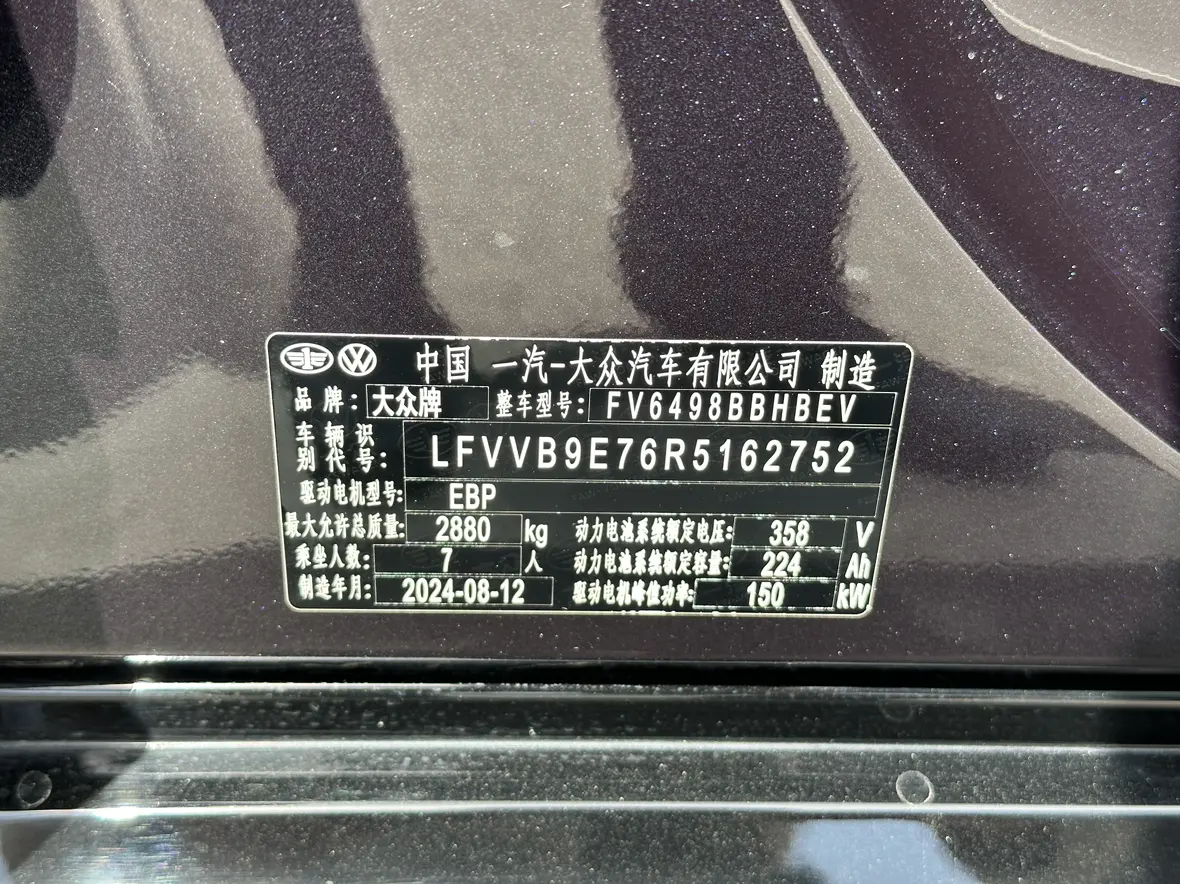 中国 一汽-大众汽车有限公司 制造
品牌: 大众牌 整车型号: FV6498BBHBEV
车辆识别代号: LFVVB9E76R5162752
驱动电机型号: EBP
最大允许总质量: 2880 kg 动力电池系统额定电压: 358 V
乘坐人数: 7 人 动力电池系统额定容量: 224 Ah
制造年月: 2024-08-12 驱动电机峰值功率: 150 kW